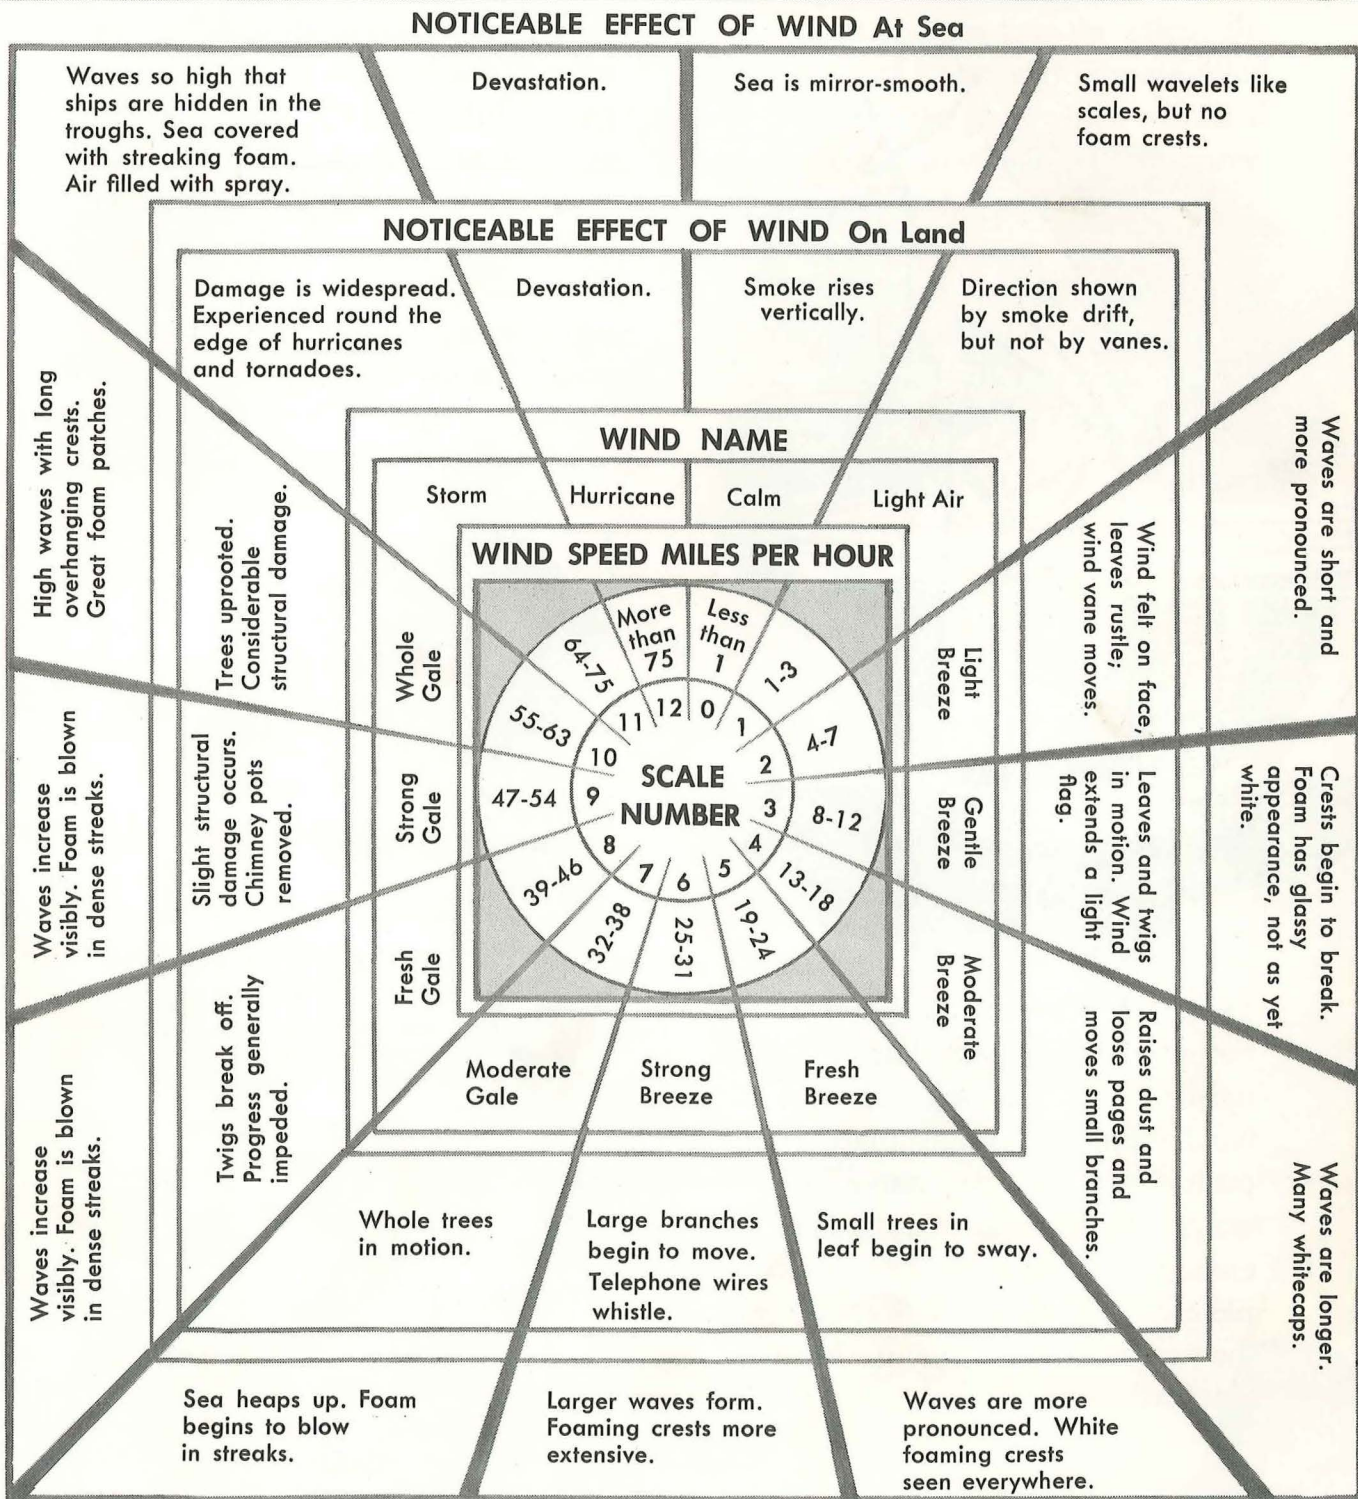 NOTICEABLE EFFECT OF WIND At Sea
Waves so high that
ships are hidden in the
troughs. Sea covered
with streaking foam.
Air filled with spray.
Devastation.
Sea is mirror-smooth.
Small wavelets like
scales, but no
foam crests.
Waves are short and
more pronounced.
Crests begin to break.
Foam has glassy
appearance, not as yet
white.
Waves are longer.
Many whitecaps.
Waves are more
pronounced. White
foaming crests
seen everywhere.
Larger waves form.
Foaming crests more
extensive.
Sea heaps up. Foam
begins to blow
in streaks.
Waves increase
visibly. Foam is blown
in dense streaks.
Waves increase
visibly. Foam is blown
in dense streaks.
High waves with long
overhanging crests.
Great foam patches.
NOTICEABLE EFFECT OF WIND On Land
Damage is widespread.
Experienced round the
edge of hurricanes
and tornadoes.
Devastation.
Smoke rises
vertically.
Direction shown
by smoke drift,
but not by vanes.
Wind felt on face,
leaves rustle;
wind vane moves.
Leaves and twigs
in motion. Wind
extends a light
flag.
Raises dust and
loose pages and
moves small branches.
Small trees in
leaf begin to sway.
Large branches
begin to move.
Telephone wires
whistle.
Whole trees
in motion.
Twigs break off.
Progress generally
impeded.
Slight structural
damage occurs.
Chimney pots
removed.
Trees uprooted.
Considerable
structural damage.
WIND NAME
Storm
Hurricane
Calm
Light Air
Light
Breeze
Gentle
Breeze
Moderate
Breeze
Fresh
Breeze
Strong
Breeze
Moderate
Gale
Fresh
Gale
Strong
Gale
Whole
Gale
WIND SPEED MILES PER HOUR
64-75
More
than
75
Less
than
1
1-3
4-7
8-12
13-18
19-24
25-31
32-38
39-46
47-54
55-63
SCALE
NUMBER
0
1
2
3
4
5
6
7
8
9
10
11
12